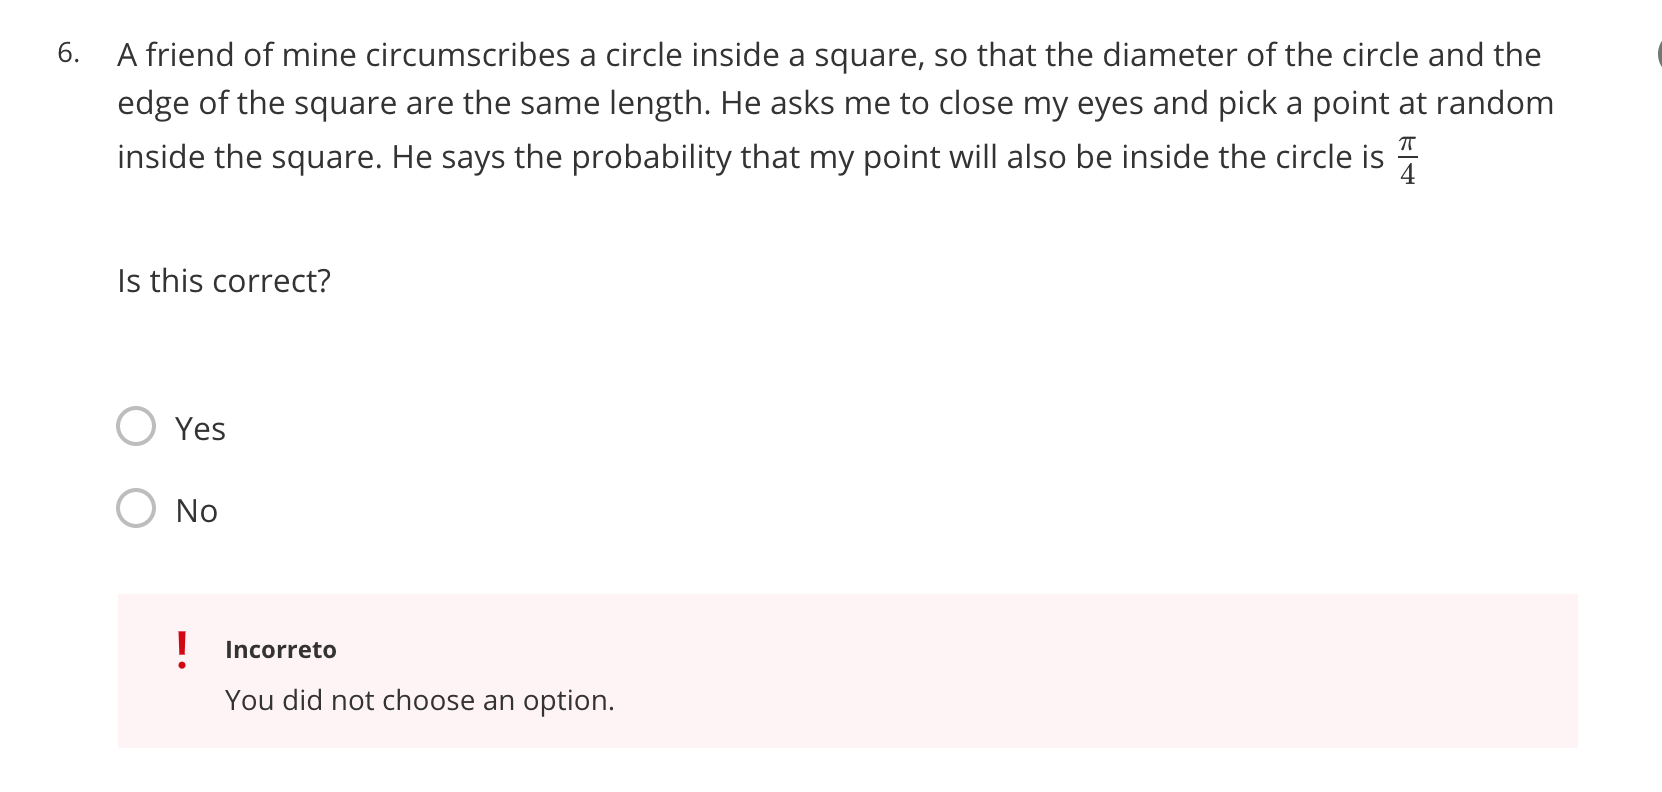 6. A friend of mine circumscribes a circle inside a square, so that the diameter of the circle and the
edge of the square are the same length. He asks me to close my eyes and pick a point at random
inside the square. He says the probability that my point will also be inside the circle is π/4
Is this correct?
Yes
No
! Incorreto
You did not choose an option.